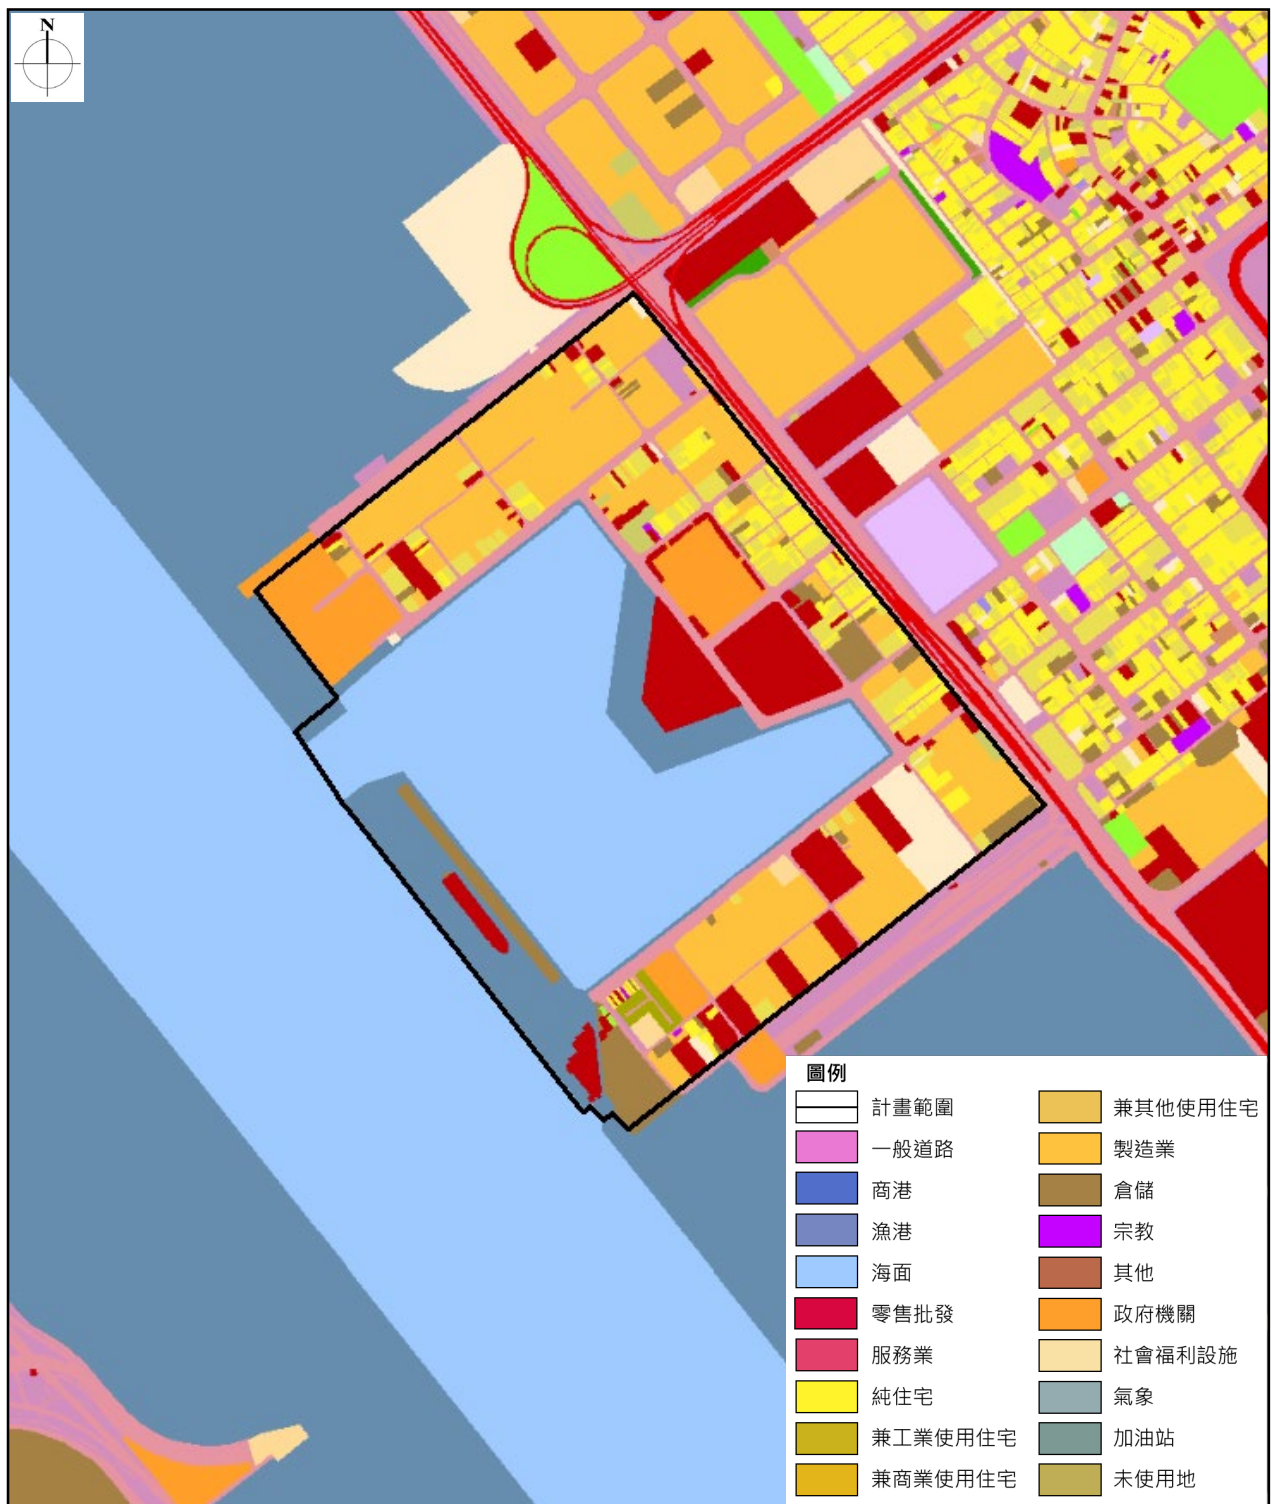 N
圖例
計畫範圍
一般道路
商港
漁港
海面
零售批發
服務業
純住宅
兼工業使用住宅
兼商業使用住宅
兼其他使用住宅
製造業
倉儲
宗教
其他
政府機關
社會福利設施
氣象
加油站
未使用地